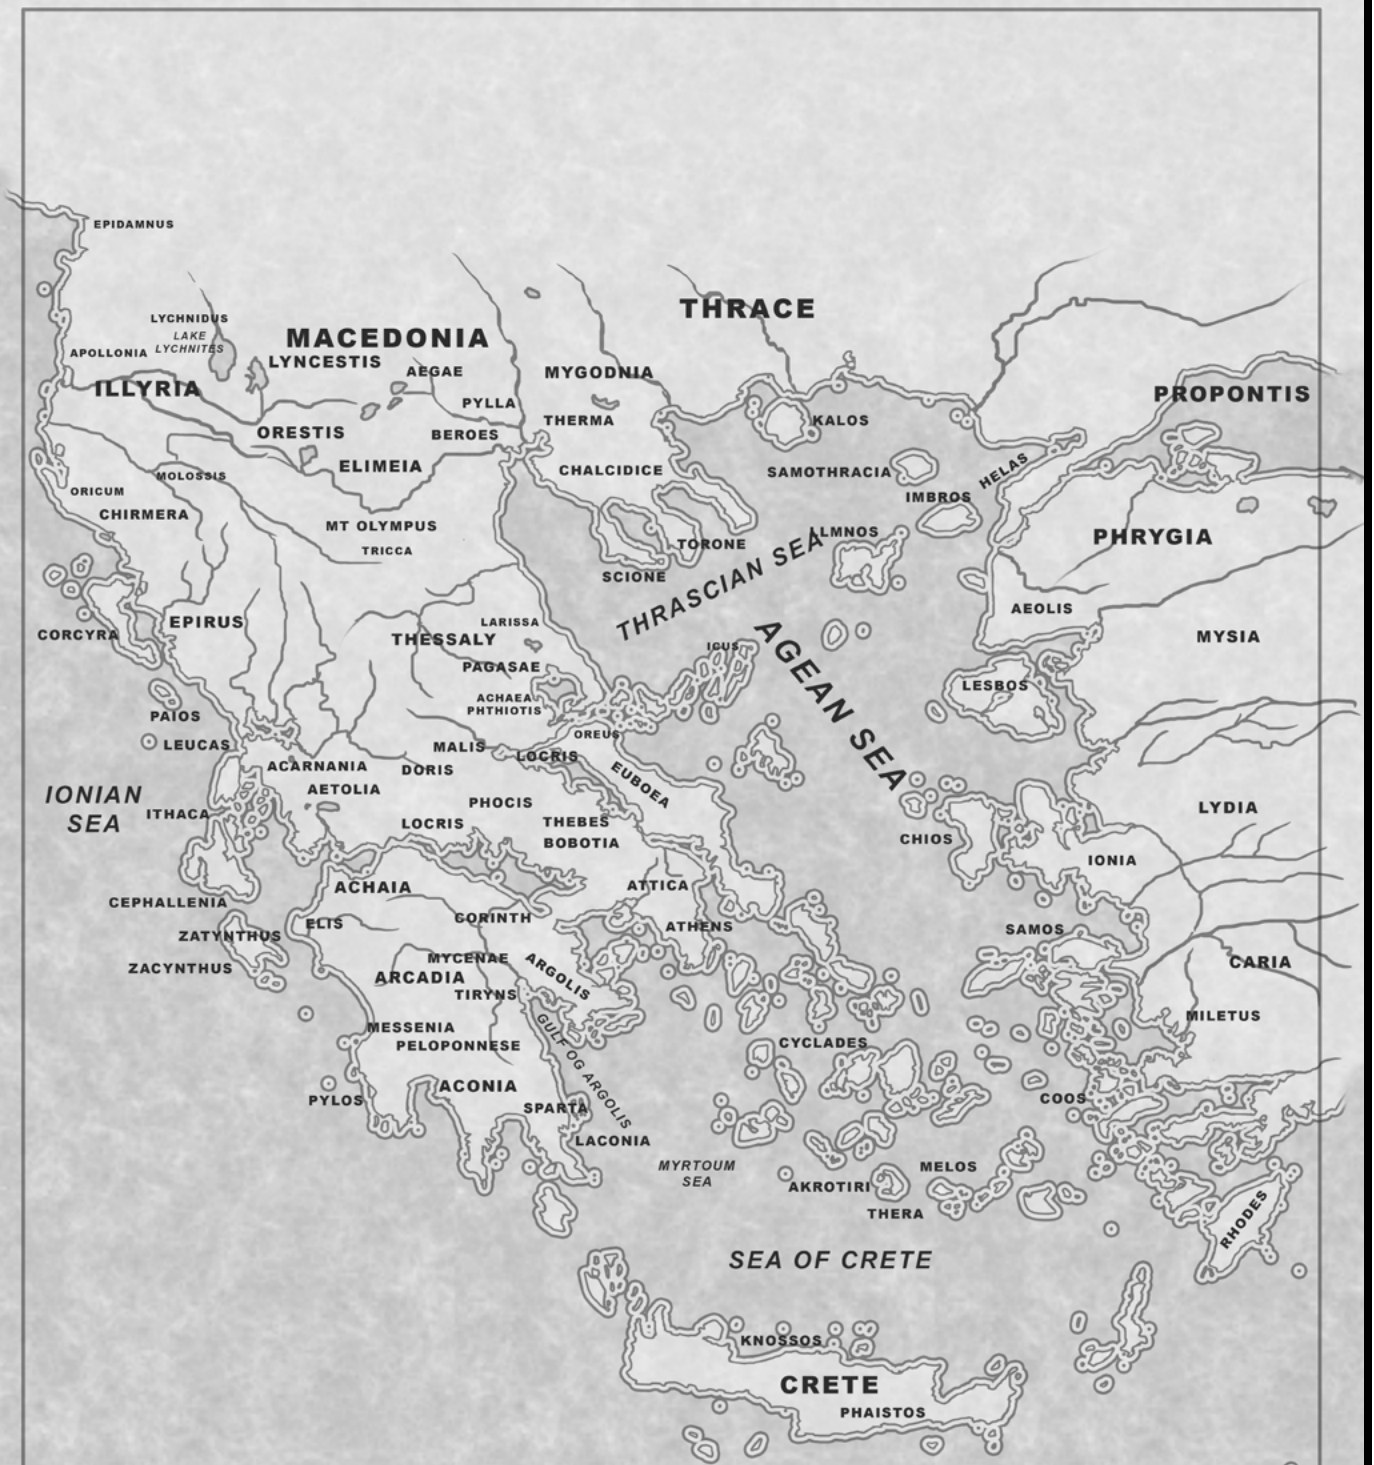 EPIDAMNUS
THRACE
LYCHNIDUS
LAKE
LYCHNITES
MACEDONIA
APOLLONIA
LYNCESTIS
AEGAE
MYGODNIA
ILLYRIA
PROPONTIS
PYLLA
THERMA
KALOS
ORESTIS
BEROES
ELIMEIA
CHALCIDICE
SAMOTHRACIA
HELAS
MOLOSSIS
ORICUM
IMBROS
CHIRMERA
MT OLYMPUS
LLMNOS
PHRYGIA
TORONE
TRICCA
SCIONE
THRASCIAN SEA
AEOLIS
EPIRUS
LARISSA
CORCYRA
THESSALY
ICUS
MYSIA
PAGASAE
AGEAN SEA
LESBOS
ACHAEA
PHTHIOTIS
PAIOS
OREUS
LEUCAS
MALIS
LOCRIS
ACARNANIA
DORIS
EUBOEA
AETOLIA
IONIAN
SEA
PHOCIS
LYDIA
ITHACA
LOCRIS
THEBES
CHIOS
BOBOTIA
IONIA
ACHAIA
ATTICA
CEPHALLENIA
CORINTH
ELIS
ATHENS
SAMOS
ZATYNTHUS
MYCENAE
ARGOLIS
CARIA
ZACYNTHUS
ARCADIA
TIRYNS
MILETUS
MESSENIA
GULF OG ARGOLIS
PELOPONNESE
CYCLADES
ACONIA
PYLOS
SPARTA
COOS
LACONIA
MYRTOUM
SEA
MELOS
AKROTIRI
THERA
RHODES
SEA OF CRETE
KNOSSOS
CRETE
PHAISTOS